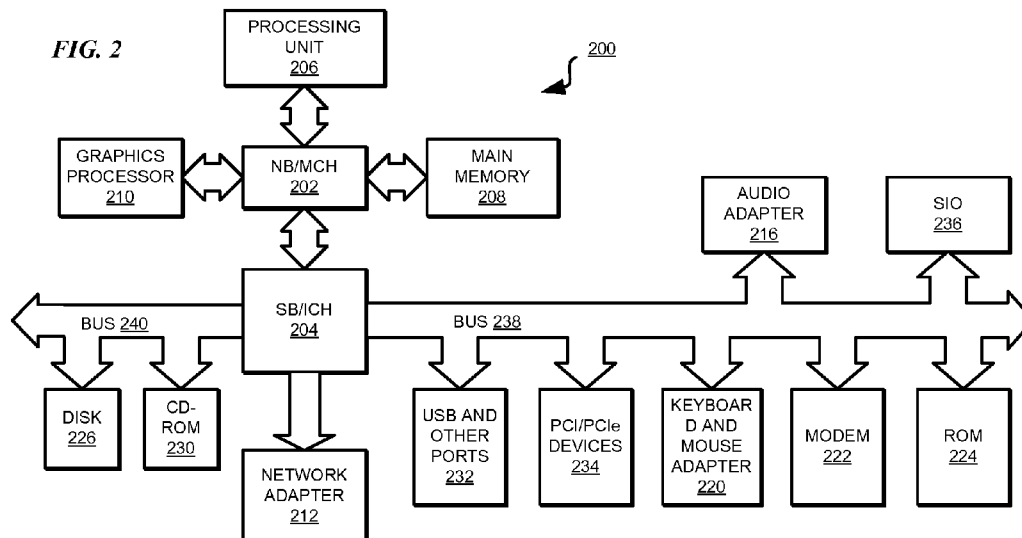 FIG. 2
PROCESSING
UNIT
206
200
GRAPHICS
PROCESSOR
210
NB/MCH
202
MAIN
MEMORY
208
AUDIO
ADAPTER
216
SIO
236
SB/ICH
204
BUS 240
BUS 238
DISK
226
CD-
ROM
230
NETWORK
ADAPTER
212
USB AND
OTHER
PORTS
232
PCI/PCIe
DEVICES
234
KEYBOAR
D AND
MOUSE
ADAPTER
220
MODEM
222
ROM
224